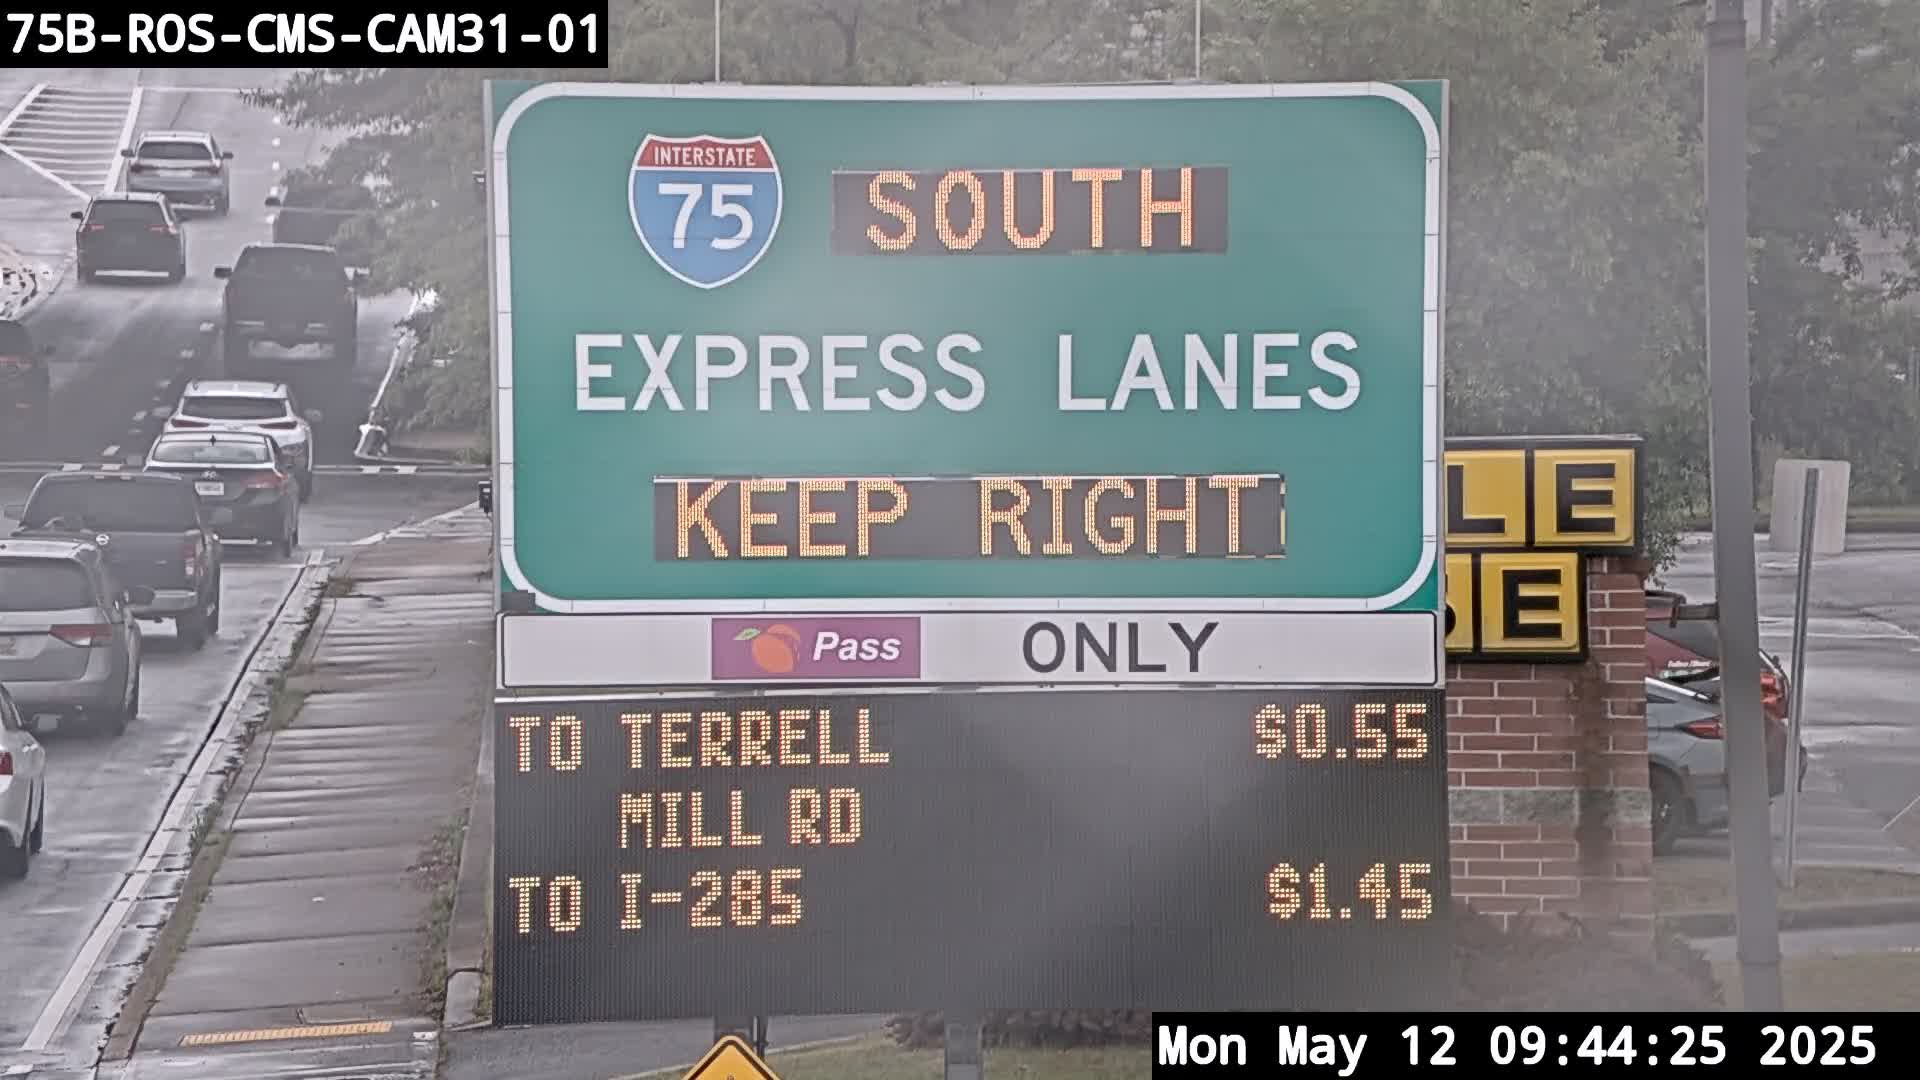 75B-ROS-CMS-CAM31-01
INTERSTATE
75
SOUTH
EXPRESS LANES
KEEP RIGHT
Pass ONLY
TO TERRELL $0.55
MILL RD
TO I-285 $1.45
LE
E
Mon May 12 09:44:25 2025